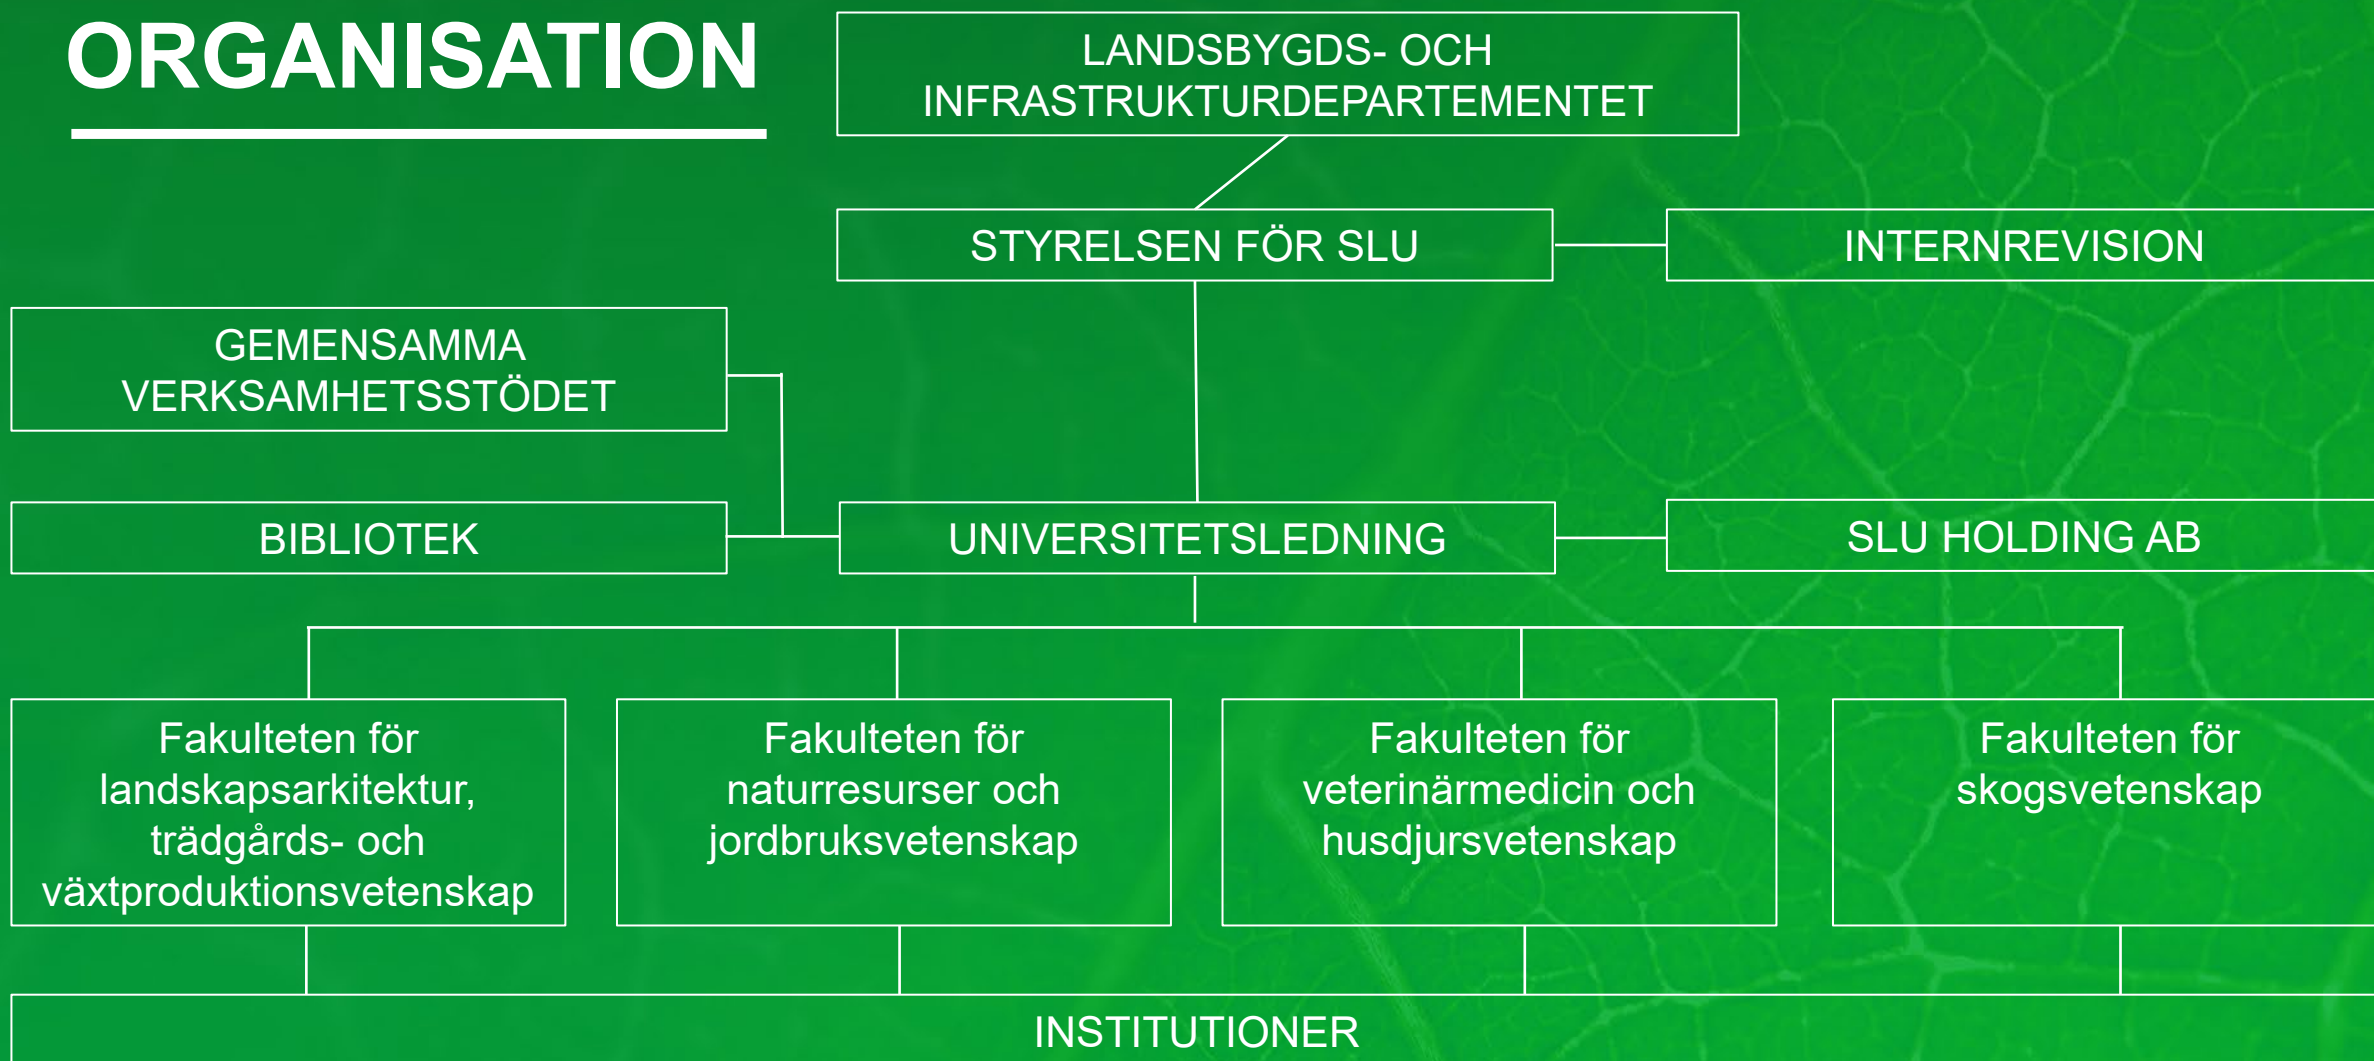 ORGANISATION
LANDSBYGDS- OCH
INFRASTRUKTURDEPARTEMENTET
STYRELSEN FÖR SLU
INTERNREVISION
GEMENSAMMA
VERKSAMHETSSTÖDET
BIBLIOTEK
UNIVERSITETSLEDNING
SLU HOLDING AB
Fakulteten för
landskapsarkitektur,
trädgårds- och
växtproduktionsvetenskap
Fakulteten för
naturresurser och
jordbruksvetenskap
Fakulteten för
veterinärmedicin och
husdjursvetenskap
Fakulteten för
skogsvetenskap
INSTITUTIONER